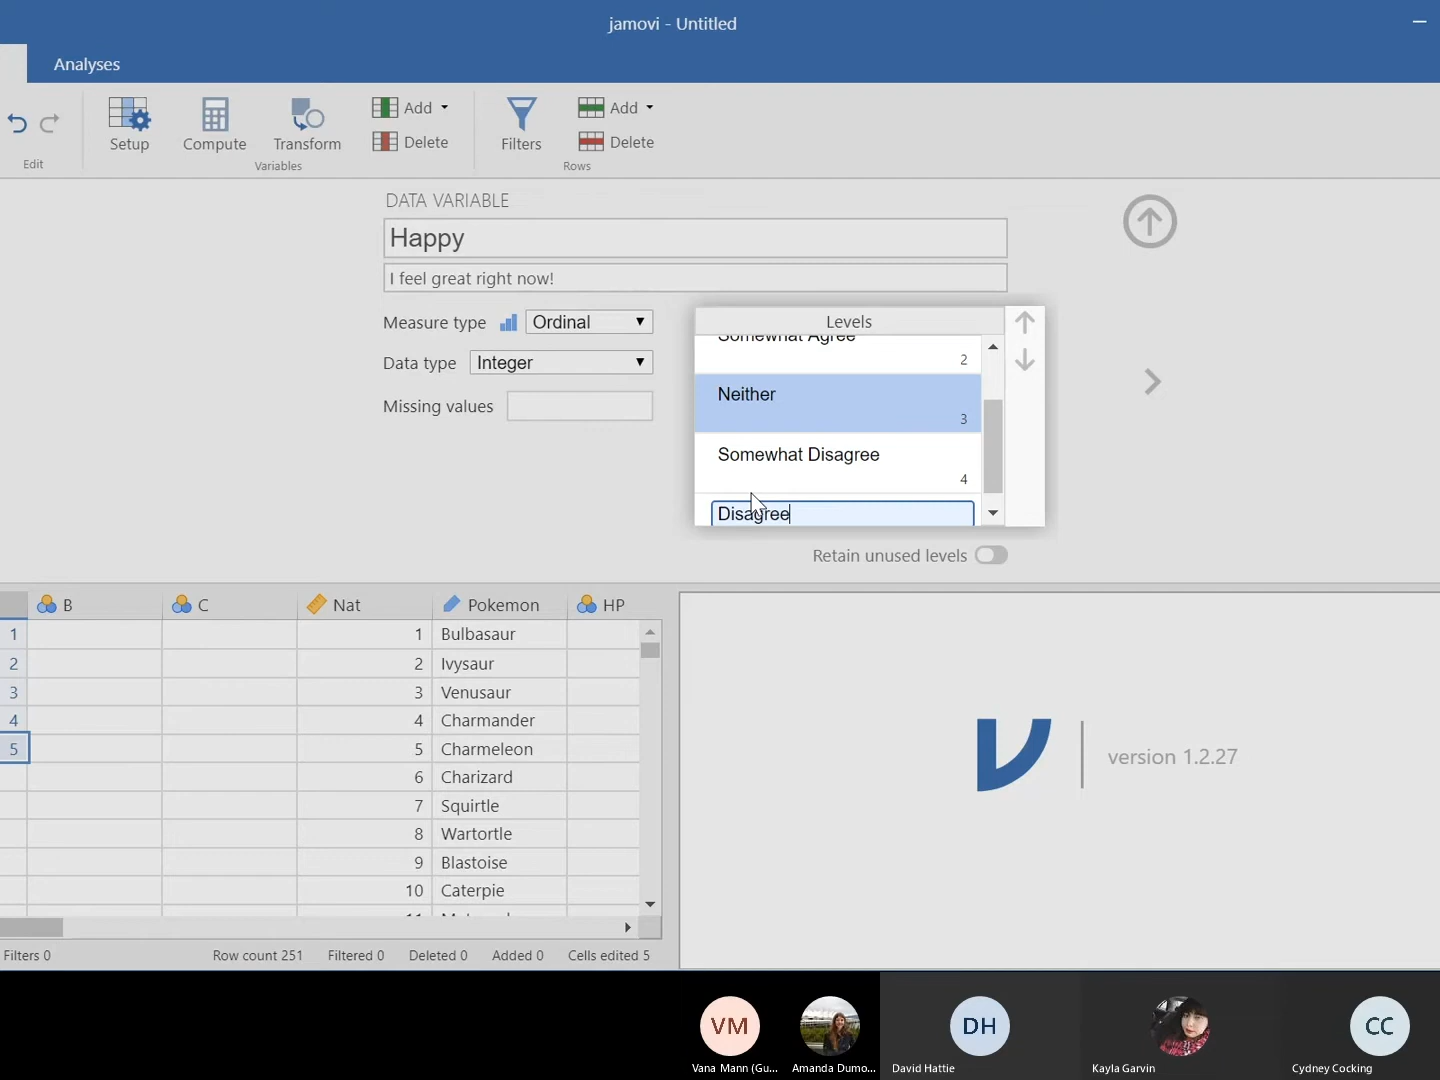 jamovi - Untitled
Analyses
Setup
Compute
Transform
Add
Delete
Filters
Add
Delete
Edit
Variables
Rows
DATA VARIABLE
Happy
I feel great right now!
Measure type
Ordinal
Data type
Integer
Missing values
Levels
Somewhat Agree
2
Neither
3
Somewhat Disagree
4
Disagree
Retain unused levels
B
C
Nat
Pokemon
HP
1 1 Bulbasaur
2 2 Ivysaur
3 3 Venusaur
4 4 Charmander
5 5 Charmeleon
6 Charizard
7 Squirtle
8 Wartortle
9 Blastoise
10 Caterpie
version 1.2.27
Filters 0
Row count 251
Filtered 0
Deleted 0
Added 0
Cells edited 5
VM
DH
CC
Vana Mann (Gu...
Amanda Dumo...
David Hattie
Kayla Garvin
Cydney Cocking